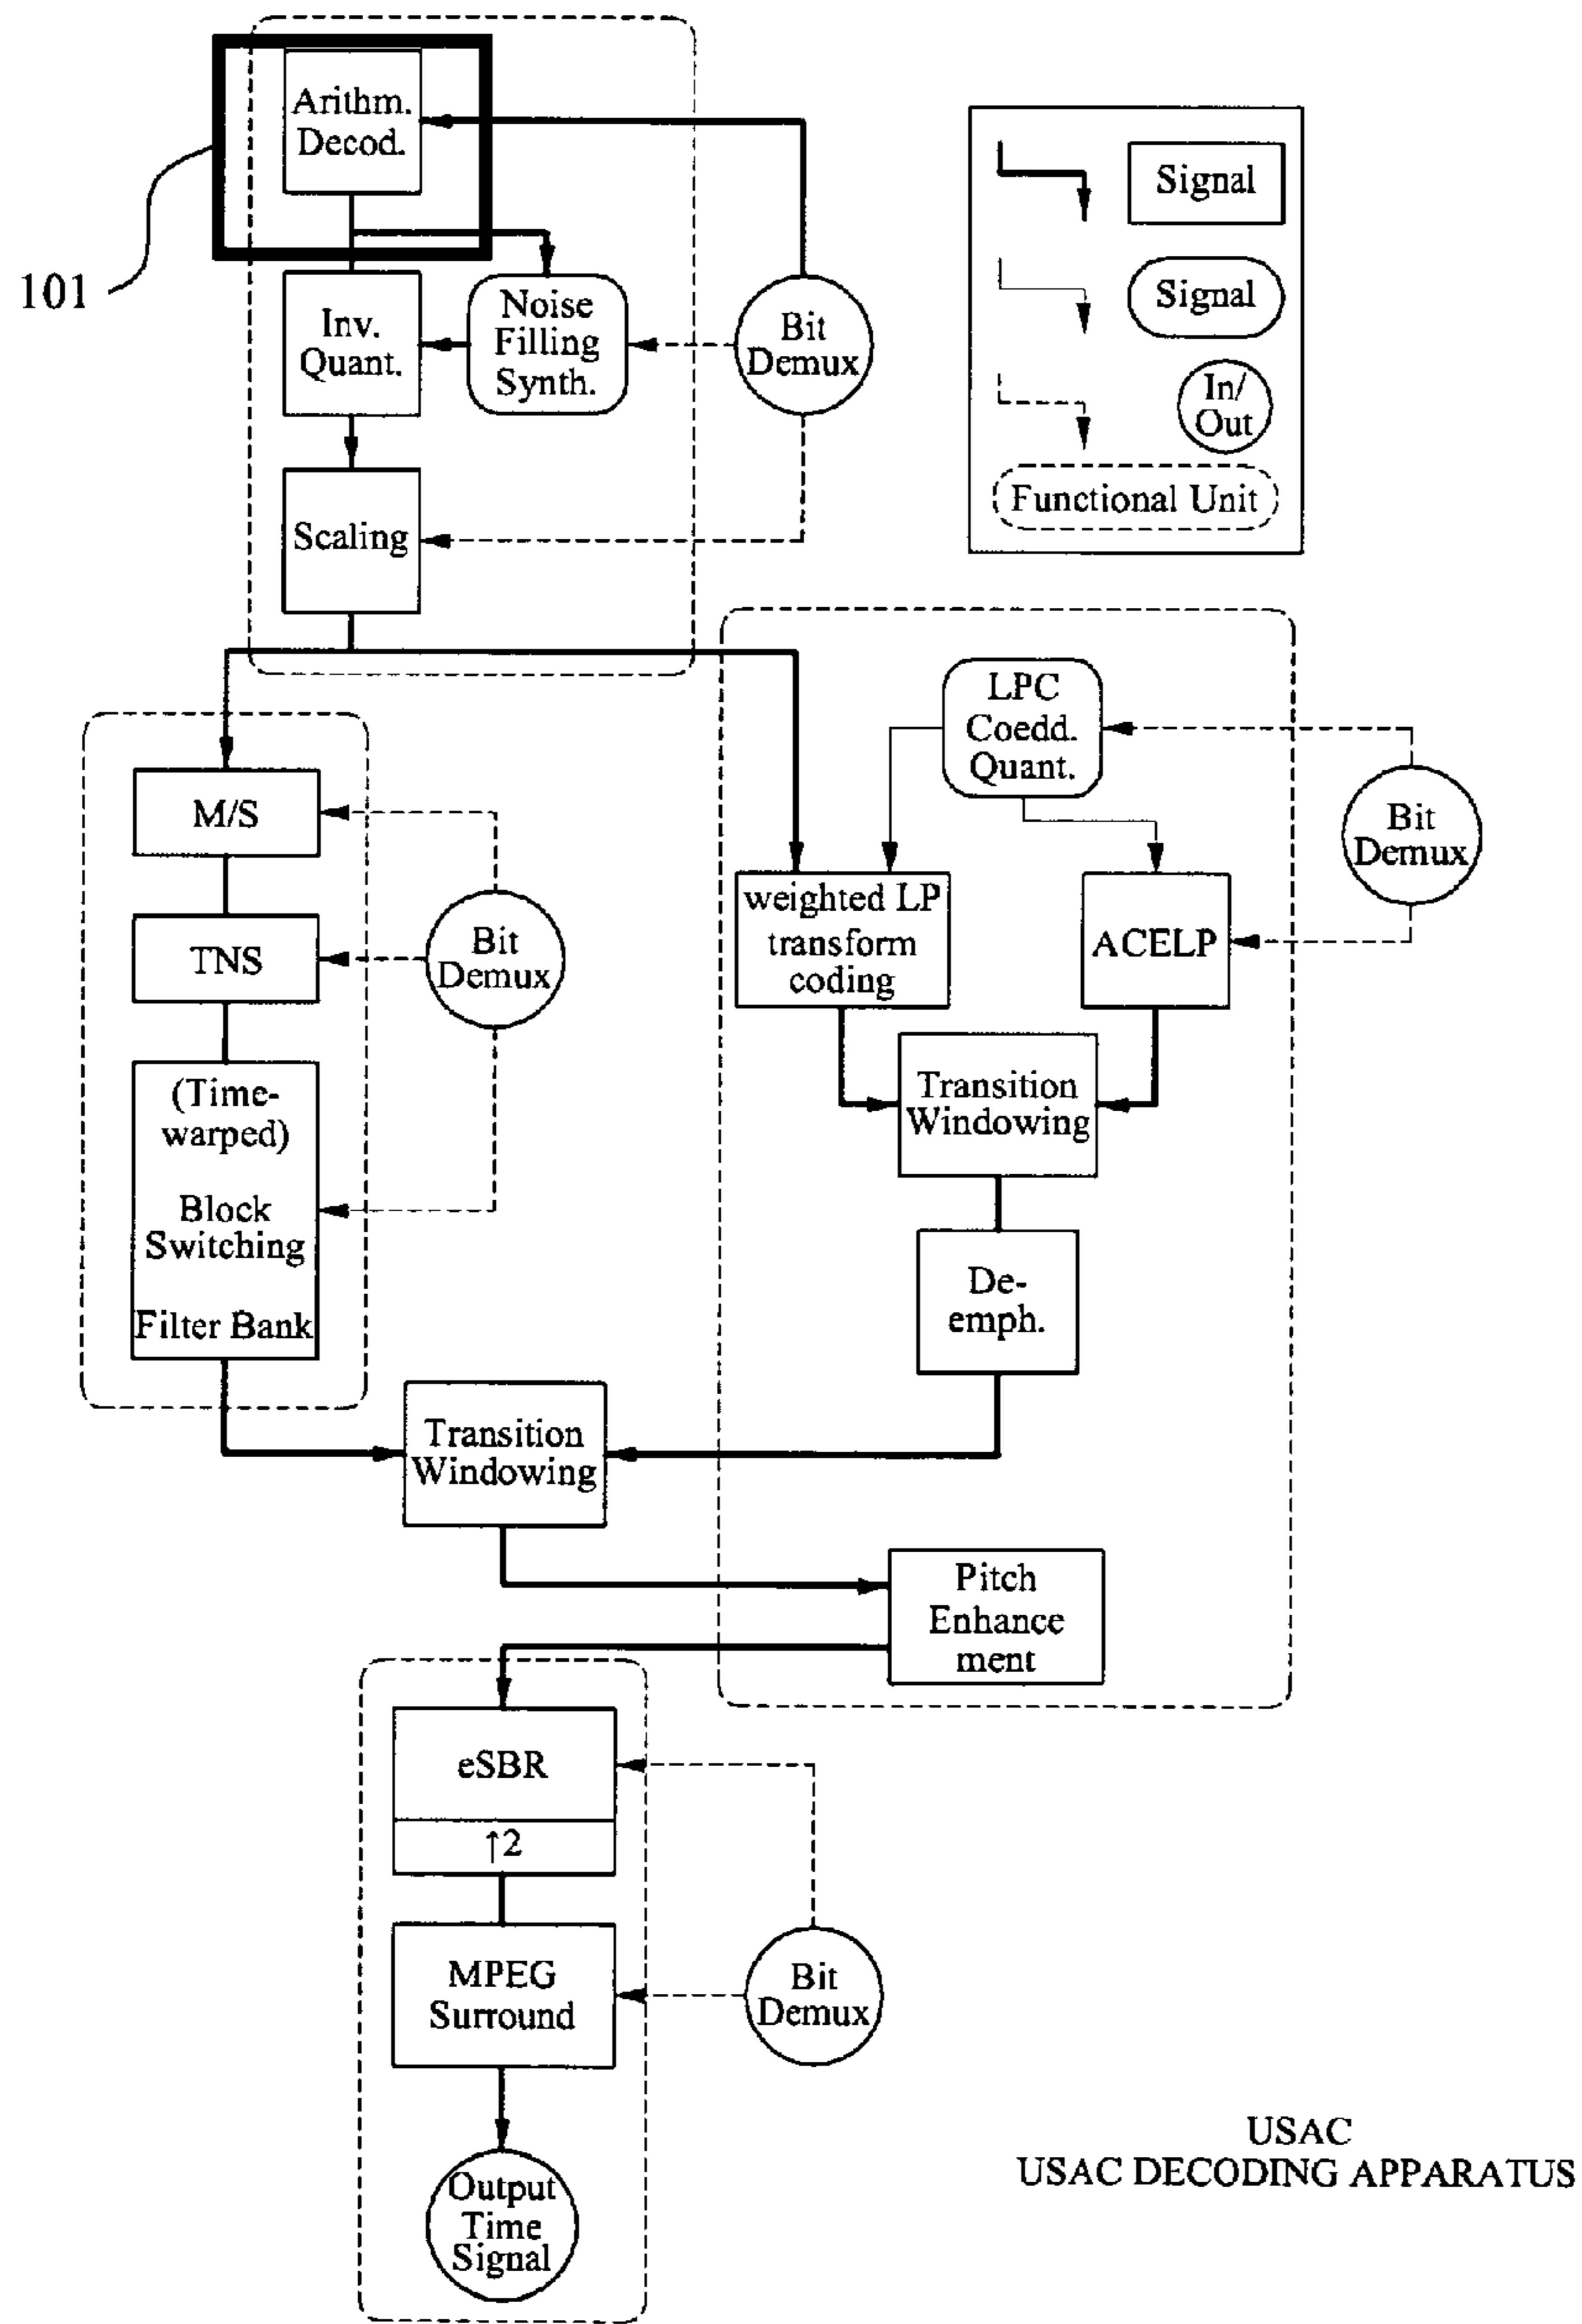 Arithm.
Decod.
101
Inv.
Quant.
Noise
Filling
Synth.
Bit
Demux
Scaling
Signal
Signal
In/
Out
Functional Unit
M/S
TNS
Bit
Demux
(Time-
warped)
Block
Switching
Filter Bank
LPC
Coedd.
Quant.
Bit
Demux
weighted LP
transform
coding
ACELP
Transition
Windowing
De-
emph.
Transition
Windowing
Pitch
Enhance
ment
eSBR
↑2
MPEG
Surround
Bit
Demux
Output
Time
Signal
USAC
USAC DECODING APPARATUS